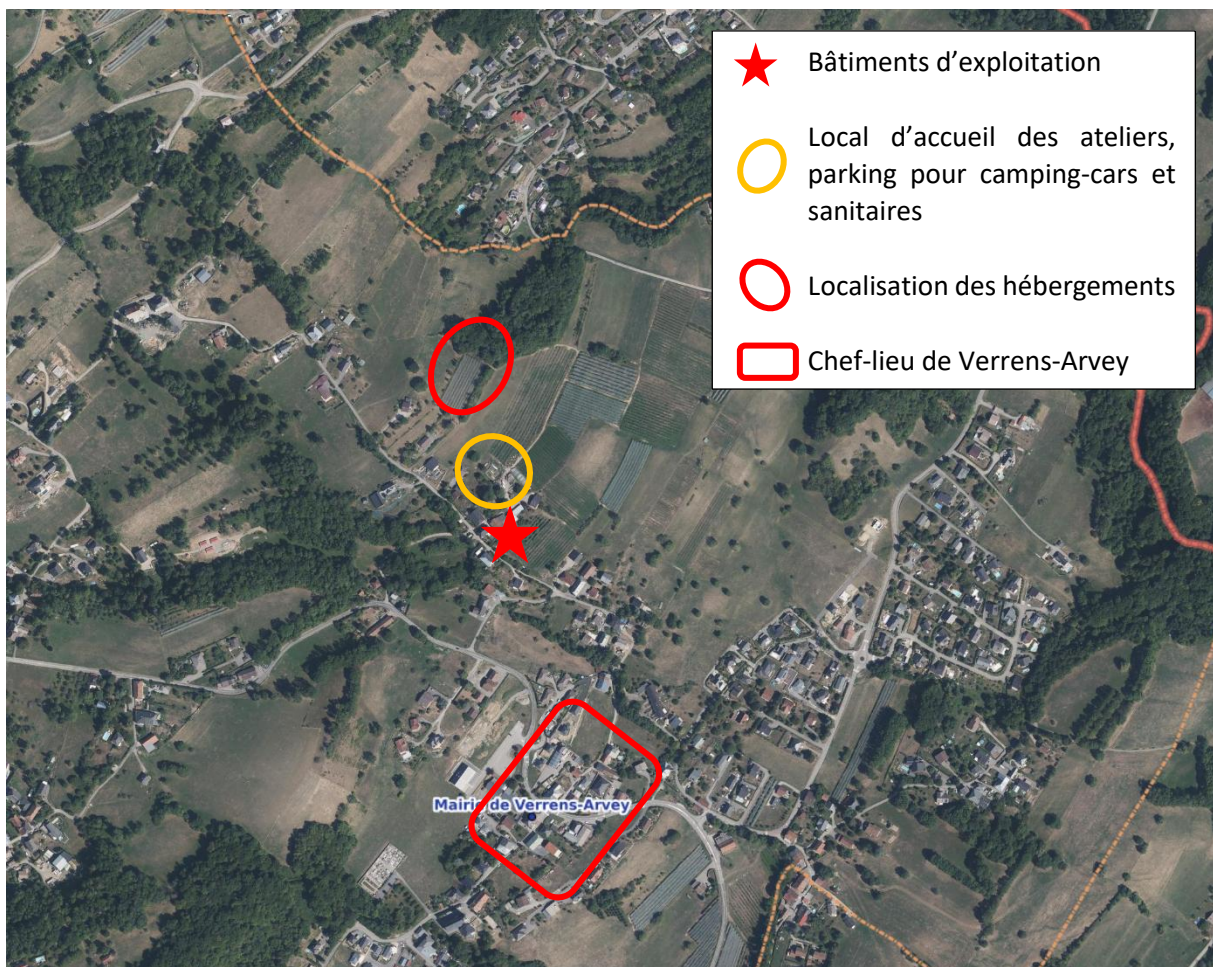 Bâtiments d’exploitation
Local d’accueil des ateliers,
parking pour camping-cars et
sanitaires
Localisation des hébergements
Chef-lieu de Verrens-Arvey
Mairie de Verrens-Arvey